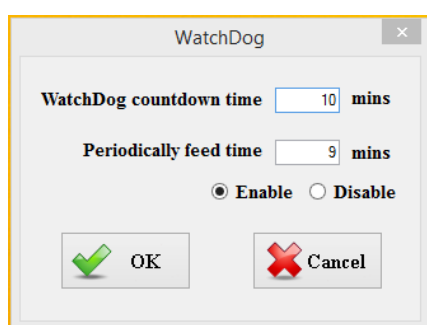 WatchDog
WatchDog countdown time 10 mins
Periodically feed time 9 mins
Enable Disable
OK Cancel